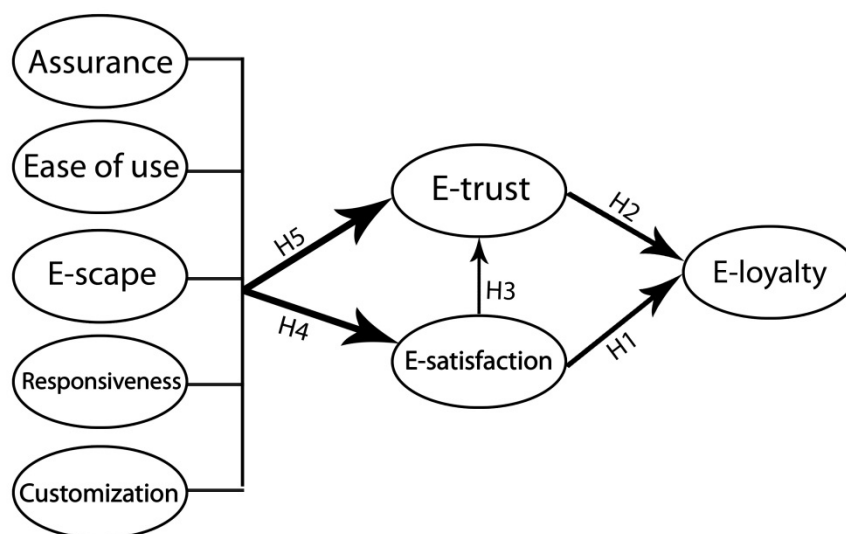 Assurance
Ease of use
E-scape
Responsiveness
Customization
H5
H4
E-trust
H3
E-satisfaction
H2
H1
E-loyalty